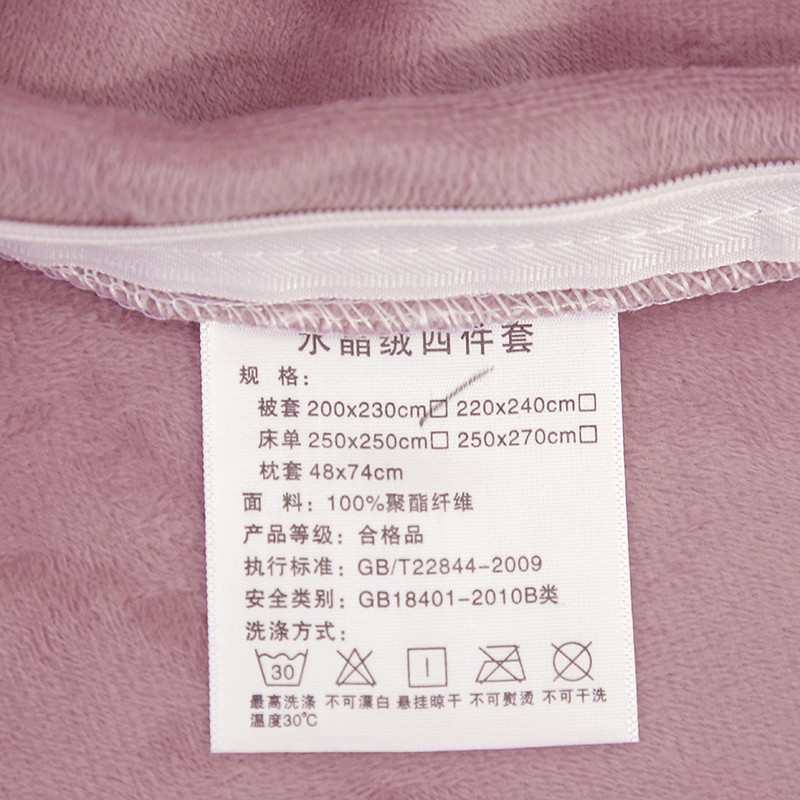 水晶绒四件套
规 格：
被套 200x230cm☐ 220x240cm☐
床单 250x250cm☐ 250x270cm☐
枕套 48x74cm
面 料：100%聚酯纤维
产品等级：合格品
执行标准：GB/T22844-2009
安全类别：GB18401-2010B类
洗涤方式：
30
最高洗涤 不可漂白 悬挂晾干 不可熨烫 不可干洗
温度30℃